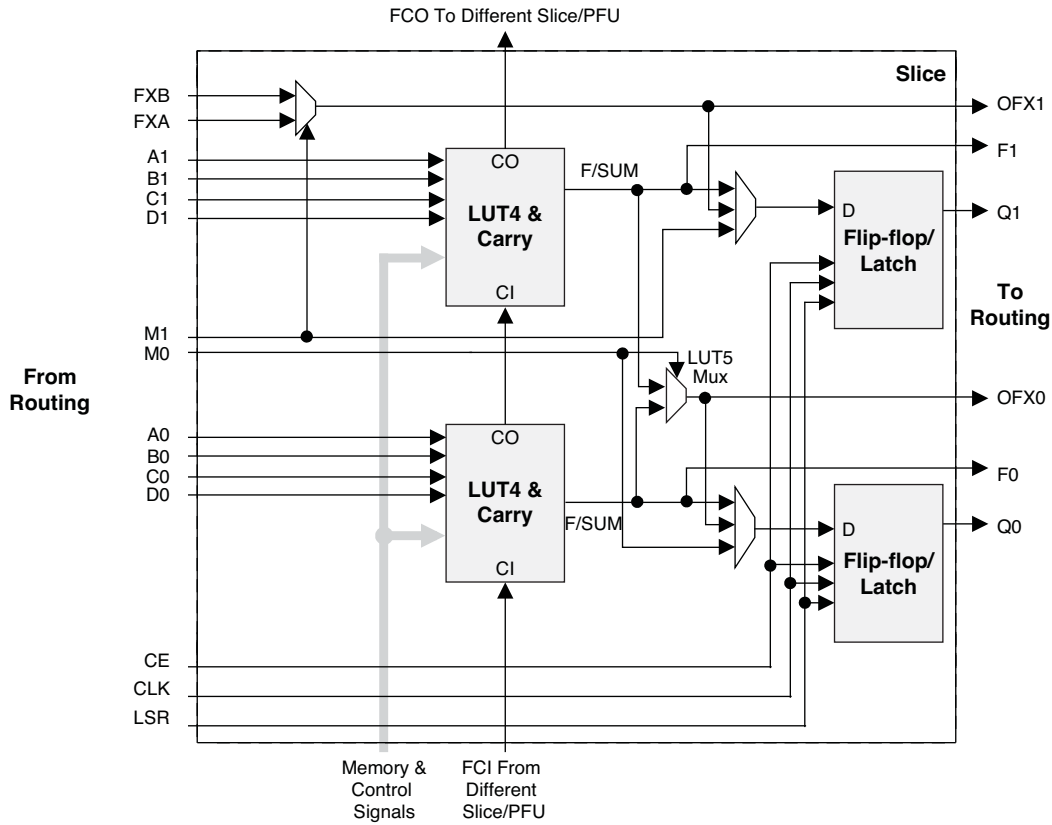 FCO To Different Slice/PFU
Slice
FXB
FXA
OFX1
F1
A1
B1
C1
D1
CO
LUT4 &
Carry
CI
F/SUM
D
Flip-flop/
Latch
Q1
To
Routing
M1
M0
LUT5
Mux
From
Routing
OFX0
A0
B0
C0
D0
CO
LUT4 &
Carry
CI
F/SUM
F0
D
Flip-flop/
Latch
Q0
CE
CLK
LSR
Memory &
Control
Signals
FCI From
Different
Slice/PFU